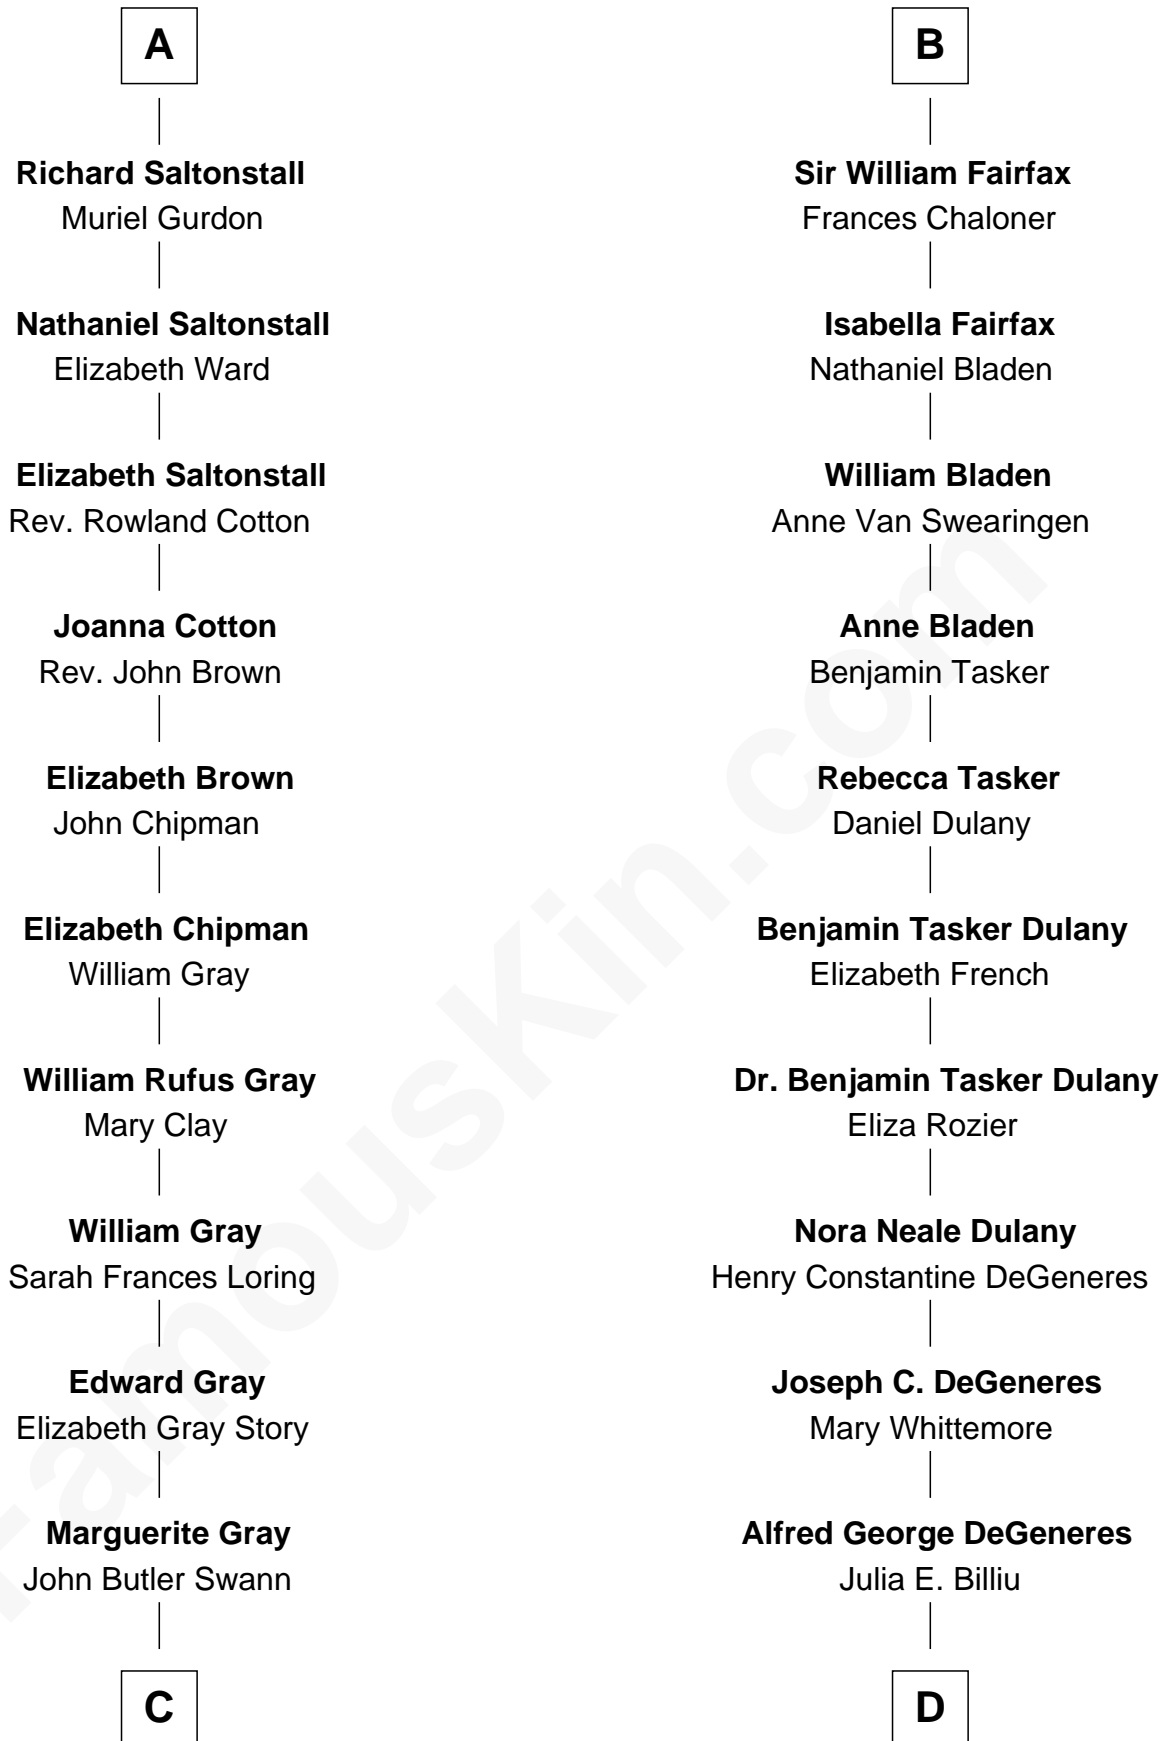 A
Richard Saltonstall
Muriel Gurdon
Nathaniel Saltonstall
Elizabeth Ward
Elizabeth Saltonstall
Rev. Rowland Cotton
Joanna Cotton
Rev. John Brown
Elizabeth Brown
John Chipman
Elizabeth Chipman
William Gray
William Rufus Gray
Mary Clay
William Gray
Sarah Frances Loring
Edward Gray
Elizabeth Gray Story
Marguerite Gray
John Butler Swann
C
B
Sir William Fairfax
Frances Chaloner
Isabella Fairfax
Nathaniel Bladen
William Bladen
Anne Van Swearingen
Anne Bladen
Benjamin Tasker
Rebecca Tasker
Daniel Dulany
Benjamin Tasker Dulany
Elizabeth French
Dr. Benjamin Tasker Dulany
Eliza Rozier
Nora Neale Dulany
Henry Constantine DeGeneres
Joseph C. DeGeneres
Mary Whittemore
Alfred George DeGeneres
Julia E. Billiu
D
FamousKin.com